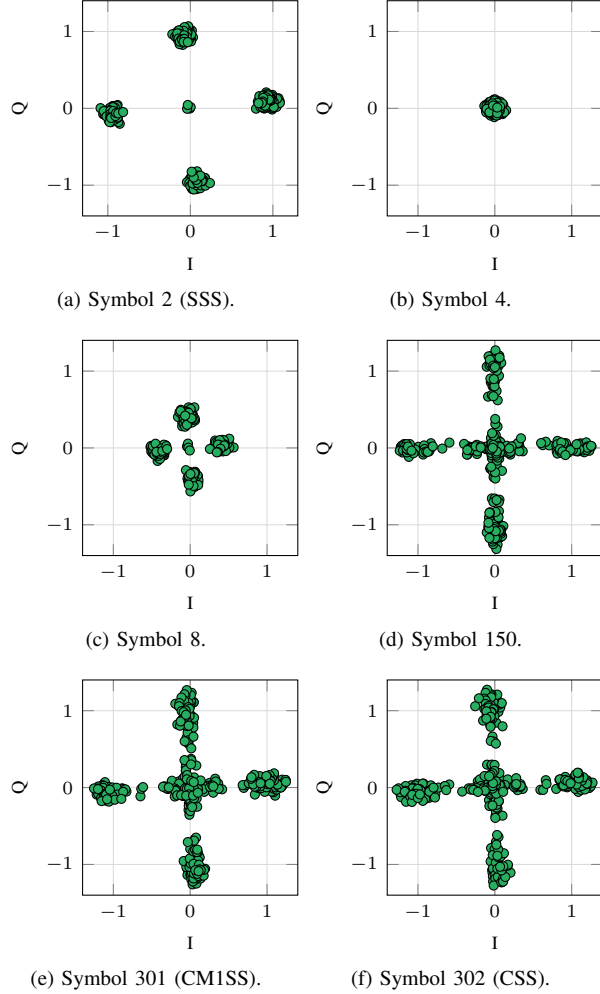 1
0
−1
Q
−1 0 1
I
(a) Symbol 2 (SSS).
1
0
−1
Q
−1 0 1
I
(b) Symbol 4.
1
0
−1
Q
−1 0 1
I
(c) Symbol 8.
1
0
−1
Q
−1 0 1
I
(d) Symbol 150.
1
0
−1
Q
−1 0 1
I
(e) Symbol 301 (CM1SS).
1
0
−1
Q
−1 0 1
I
(f) Symbol 302 (CSS).